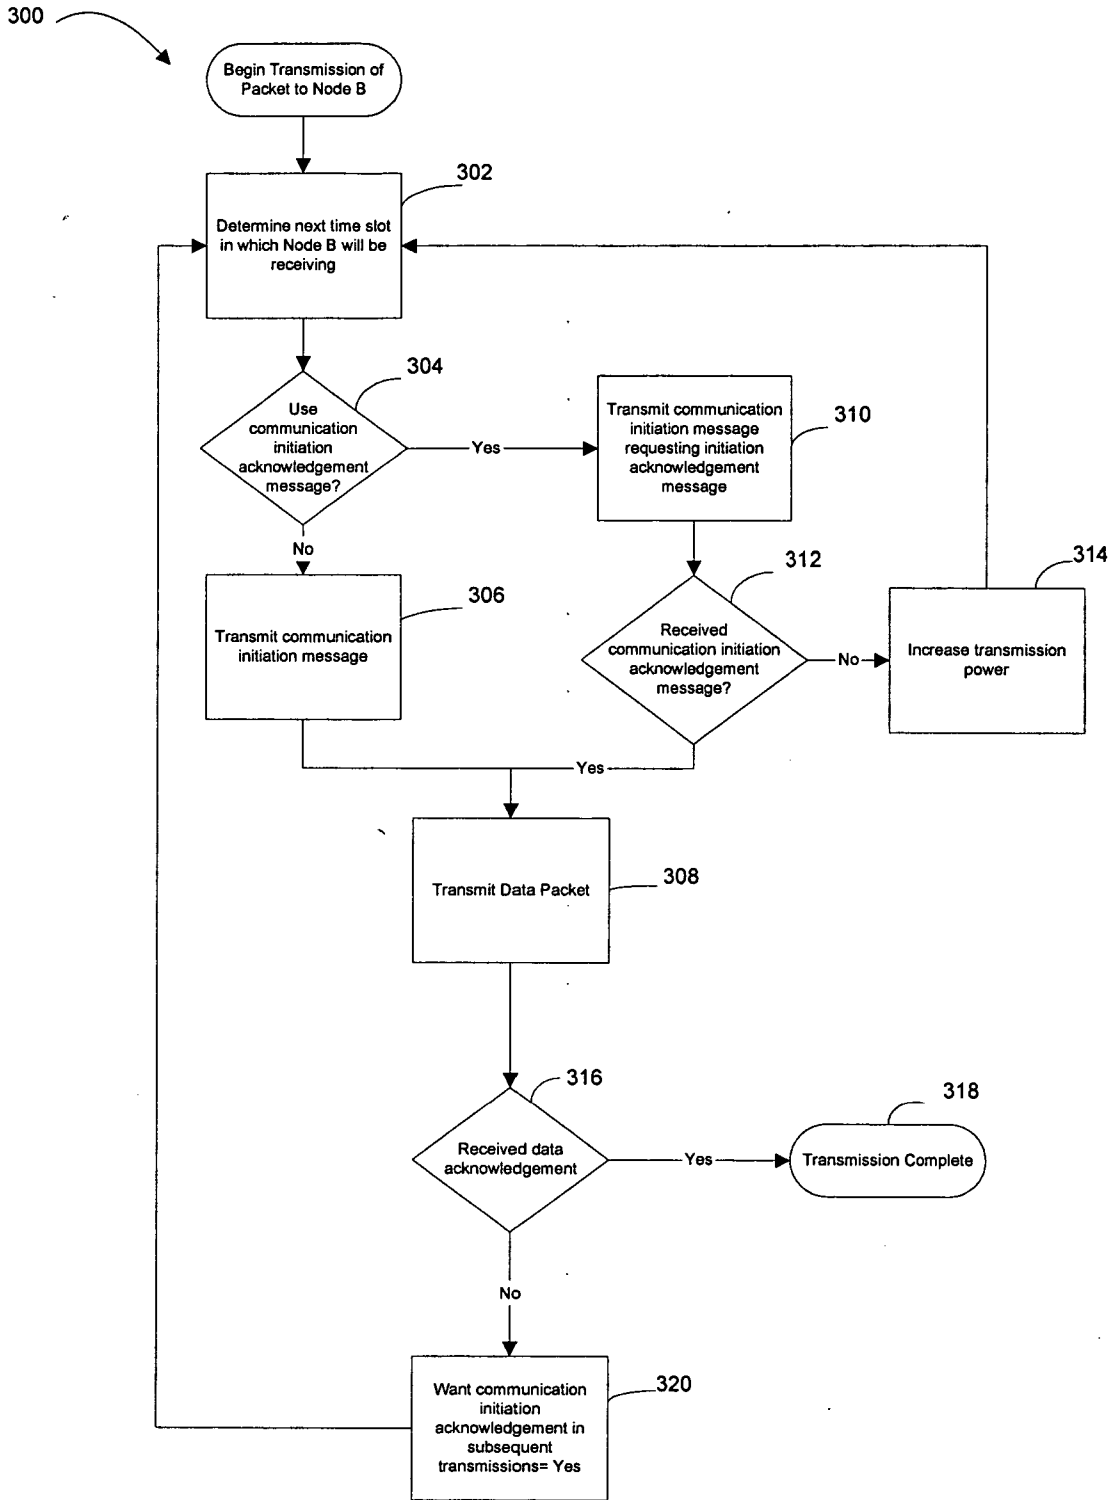 300
Begin Transmission of
Packet to Node B
302
Determine next time slot
in which Node B will be
receiving
304
Use
communication
initiation
acknowledgement
message?
Yes
Transmit communication
initiation message
requesting initiation
acknowledgement
message
310
No
306
Transmit communication
initiation message
312
Received
communication initiation
acknowledgement
message?
No
314
Increase transmission
power
Yes
Transmit Data Packet
308
316
Received data
acknowledgement
Yes
318
Transmission Complete
No
Want communication
initiation
acknowledgement in
subsequent
transmissions= Yes
320